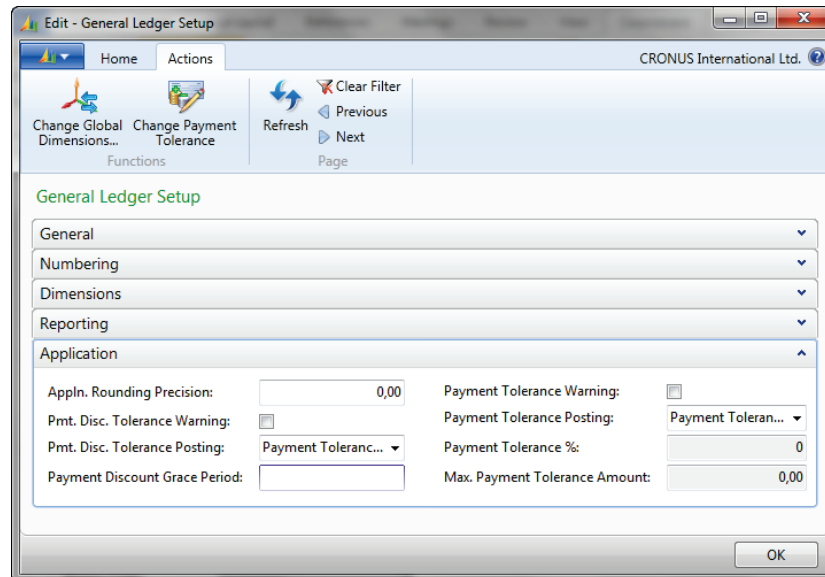 Edit - General Ledger Setup
Home Actions CRONUS International Ltd.
Change Global Dimensions...
Change Payment Tolerance
Refresh
Clear Filter
Previous
Next
Functions Page
General Ledger Setup
General
Numbering
Dimensions
Reporting
Application
Appln. Rounding Precision: 0,00 Payment Tolerance Warning:
Pmt. Disc. Tolerance Warning: Payment Tolerance Posting: Payment Toleran...
Pmt. Disc. Tolerance Posting: Payment Toleranc... Payment Tolerance %: 0
Payment Discount Grace Period: Max. Payment Tolerance Amount: 0,00
OK